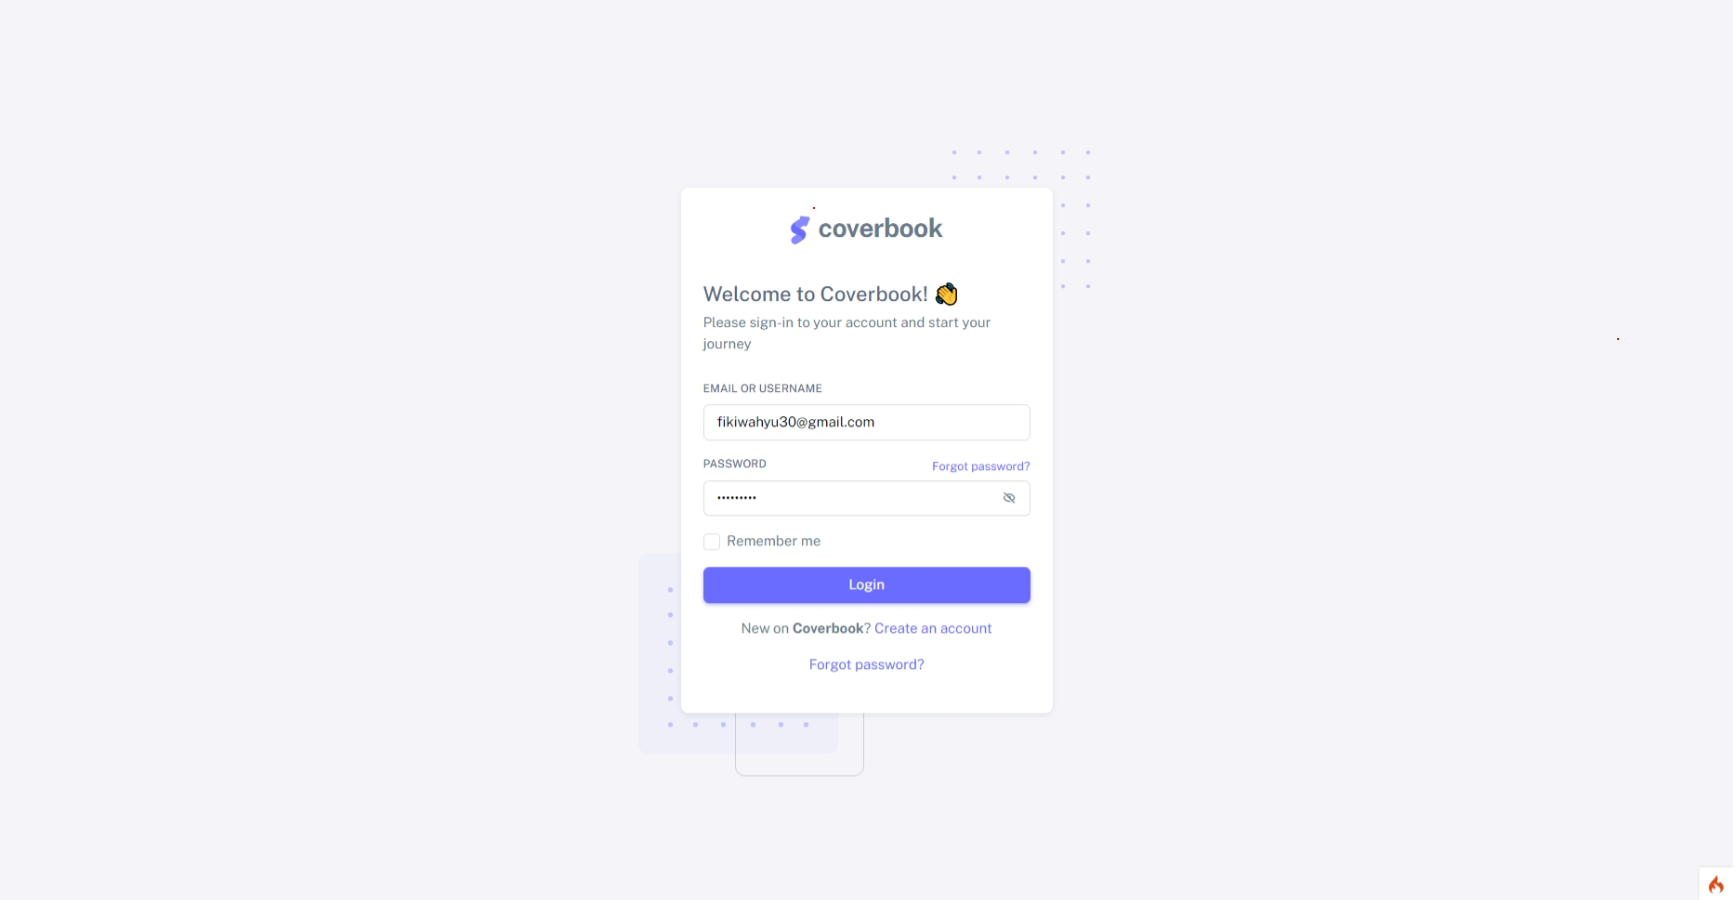 coverbook
Welcome to Coverbook! 👋
Please sign-in to your account and start your
journey
EMAIL OR USERNAME
fikiwahyu30@gmail.com
PASSWORD
Forgot password?
•••••••••
Remember me
Login
New on Coverbook? Create an account
Forgot password?